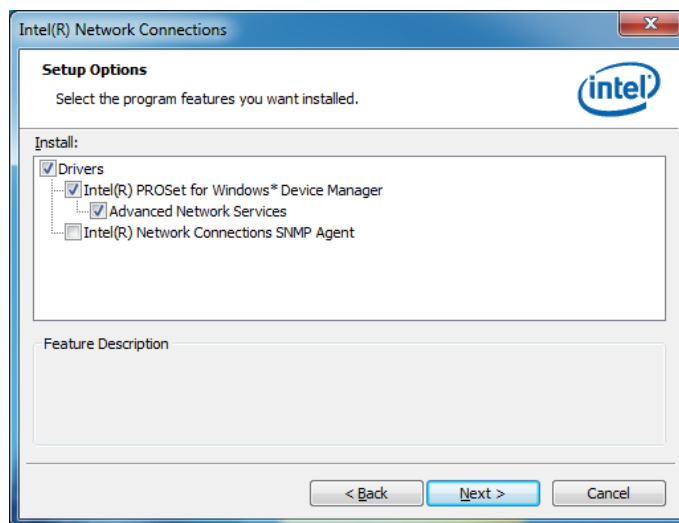 Intel(R) Network Connections
Setup Options
Select the program features you want installed.
intel
Install:
Drivers
Intel(R) PROSet for Windows* Device Manager
Advanced Network Services
Intel(R) Network Connections SNMP Agent
Feature Description
< Back
Next >
Cancel